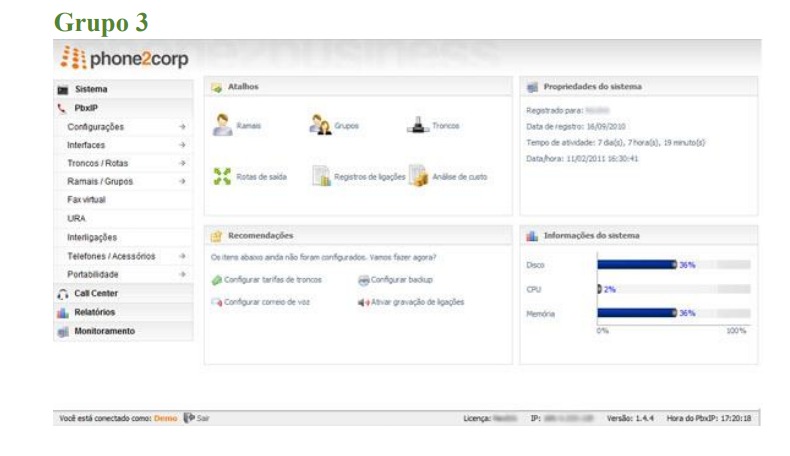 Grupo 3
phone2corp
Sistema
PbxIP
Configurações
Interfaces
Troncos / Rotas
Ramais / Grupos
Fax virtual
URA
Interligações
Telefones / Acessórios
Portabilidade
Call Center
Relatórios
Monitoramento
Atalhos
Ramais Grupos Troncos
Rotas de saída Registros de ligações Análise de custo
Propriedades do sistema
Registrado para:
Data de registro: 16/09/2010
Tempo de atividade: 7 dia(s), 7 hora(s), 19 minuto(s)
Data/hora: 11/02/2011 16:30:41
Recomendações
Os itens abaixo ainda não foram configurados. Vamos fazer agora?
Configurar tarifas de troncos Configurar backup
Configurar correio de voz Ativar gravação de ligações
Informações do sistema
Disco 36%
CPU 2%
Memória 36%
0% 100%
Você está conectado como: Demo Sair Licença: IP: Versão: 1.4.4 Hora do PbxIP: 17:20:18